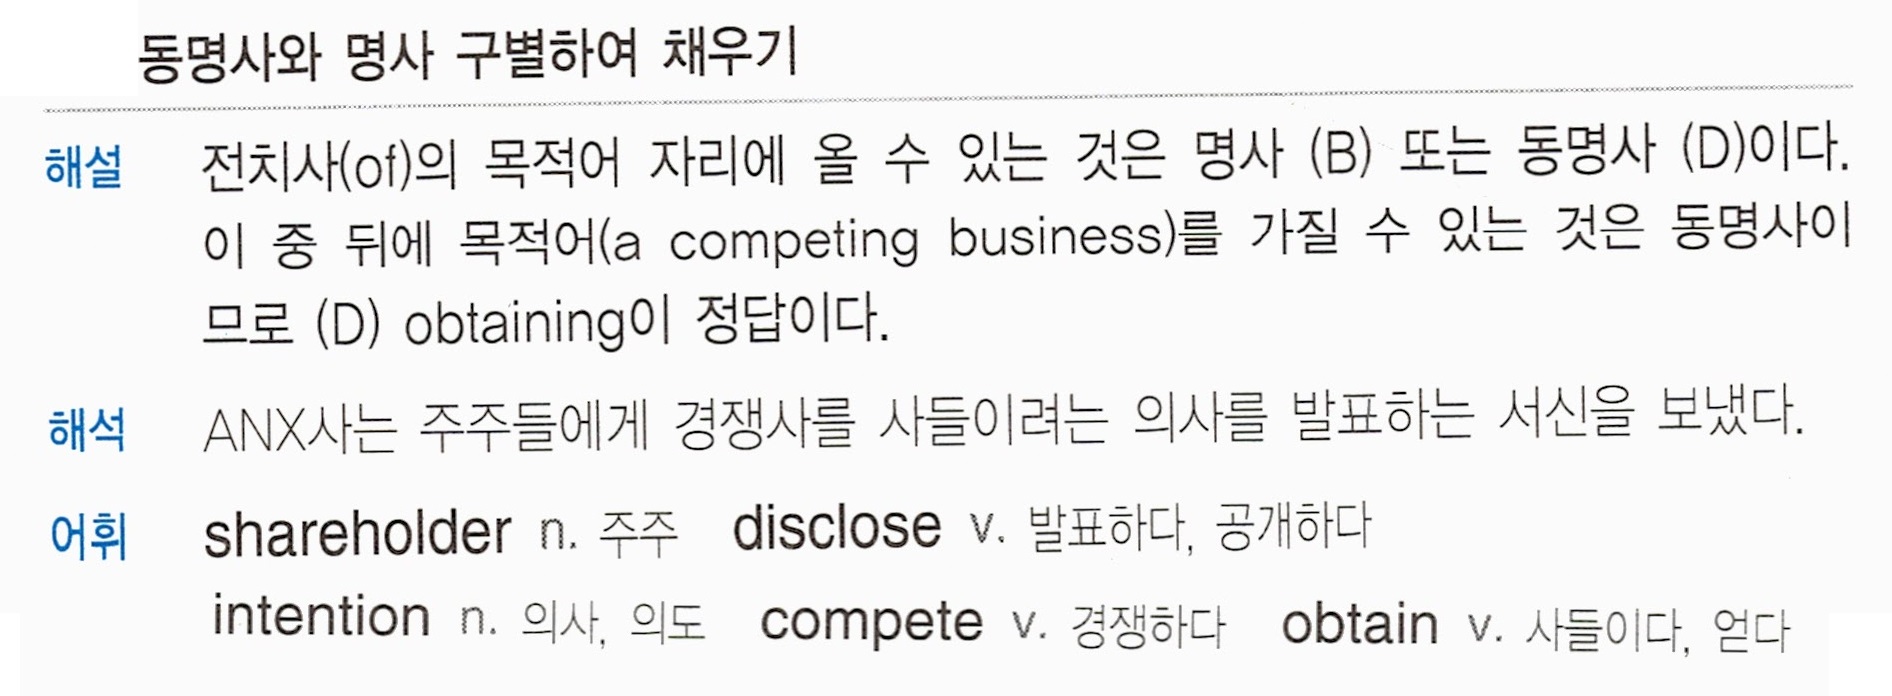 동명사와 명사 구별하여 채우기
해설 전치사(of)의 목적어 자리에 올 수 있는 것은 명사 (B) 또는 동명사 (D)이다.
이 중 뒤에 목적어(a competing business)를 가질 수 있는 것은 동명사이
므로 (D) obtaining이 정답이다.
해석 ANX사는 주주들에게 경쟁사를 사들이려는 의사를 발표하는 서신을 보냈다.
어휘 shareholder n. 주주 disclose v. 발표하다, 공개하다
intention n. 의사, 의도 compete v. 경쟁하다 obtain v. 사들이다, 얻다